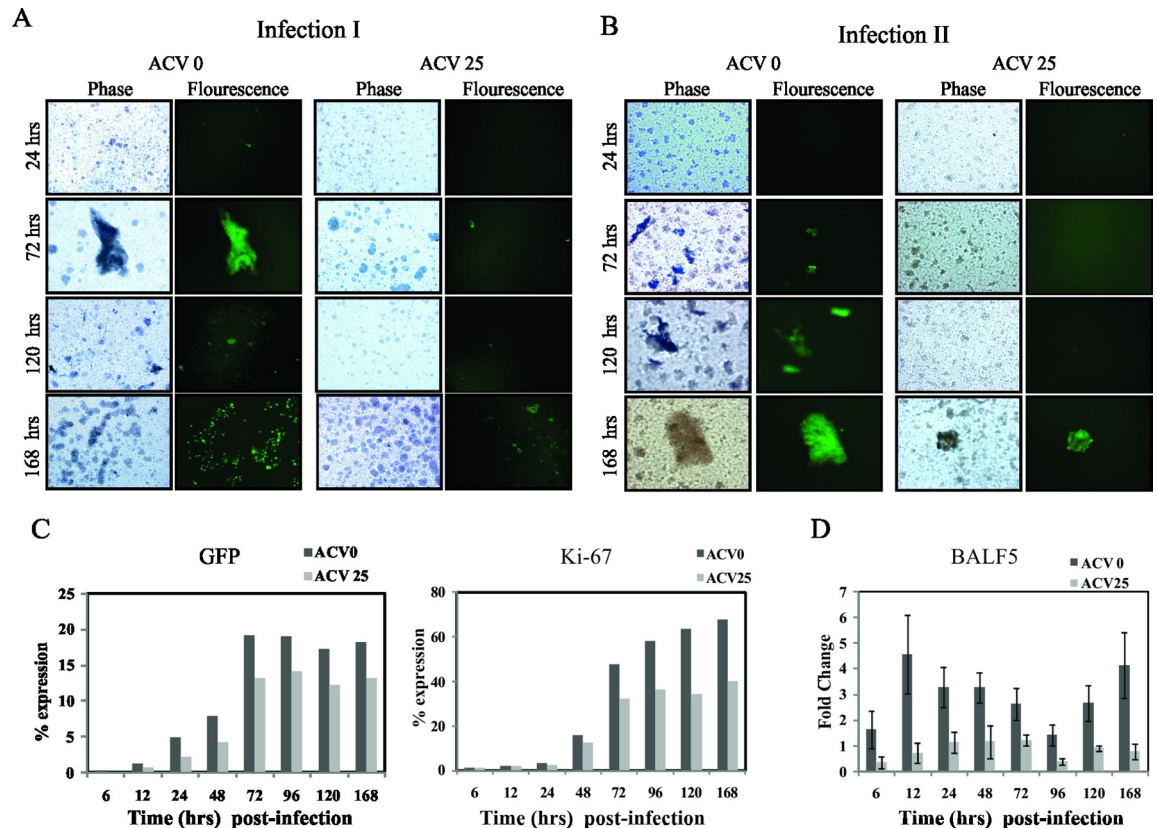 A
Infection I
ACV 0
ACV 25
Phase
Flourescence
Phase
Flourescence
24 hrs
72 hrs
120 hrs
168 hrs
B
Infection II
ACV 0
ACV 25
Phase
Flourescence
Phase
Flourescence
24 hrs
72 hrs
120 hrs
168 hrs
C
GFP
ACV0
ACV 25
% expression
25
20
15
10
5
0
6 12 24 48 72 96 120 168
Time (hrs) post-infection
Ki-67
ACV0
ACV25
% expression
80
60
40
20
0
6 12 24 48 72 96 120 168
Time (hrs) post-infection
D
BALF5
ACV 0
ACV25
Fold Change
7
6
5
4
3
2
1
0
6 12 24 48 72 96 120 168
Time (hrs) post-infection